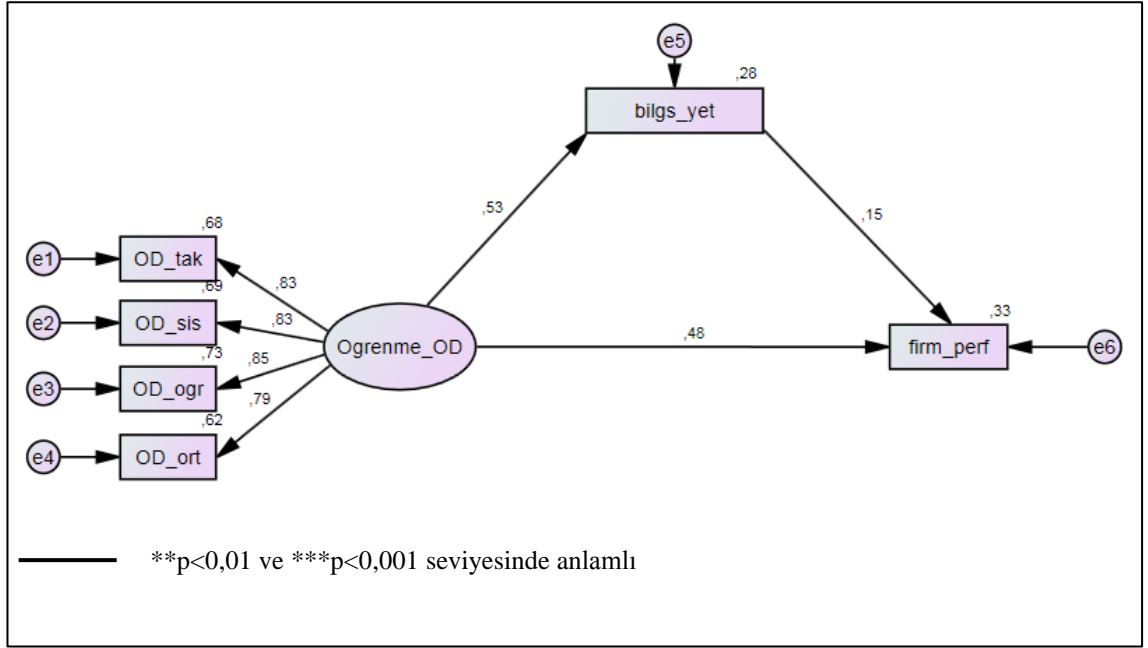 e5
,28
bilgs_yet
,53
,15
,68
e1
OD_tak
,83
,69
e2
OD_sis
,83
,73
e3
OD_ogr
,85
,62
e4
OD_ort
,79
Ogrenme_OD
,48
,33
firm_perf
e6
**p<0,01 ve ***p<0,001 seviyesinde anlamlı